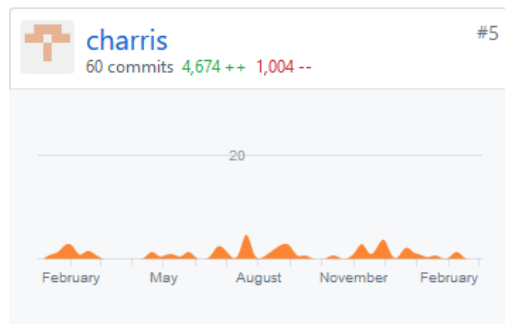 charris #5
60 commits 4,674 ++ 1,004 --
20
February May August November February